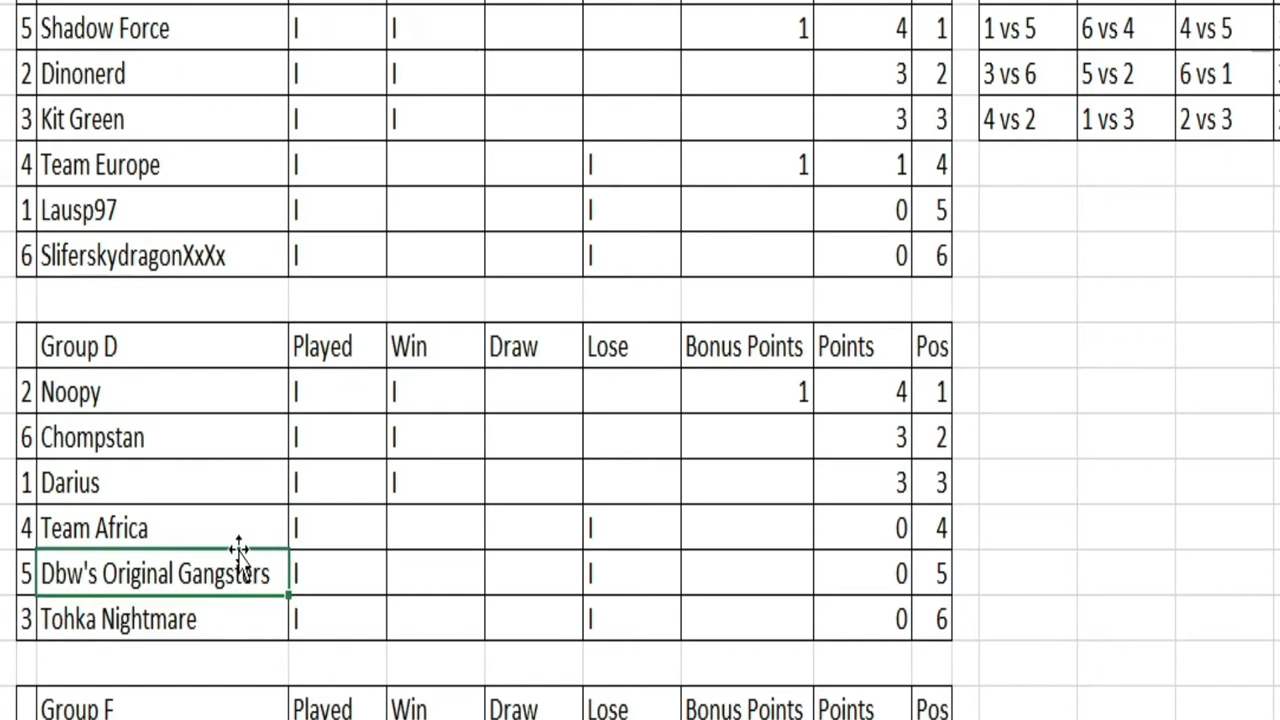 5 Shadow Force I I 1 4 1 1 vs 5 6 vs 4 4 vs 5
2 Dinonerd I I 3 2 3 vs 6 5 vs 2 6 vs 1
3 Kit Green I I 3 3 4 vs 2 1 vs 3 2 vs 3
4 Team Europe I I 1 1 4
1 Lausp97 I I 0 5
6 SliferskydragonXxXx I I 0 6
Group D Played Win Draw Lose Bonus Points Points Pos
2 Noopy I I 1 4 1
6 Chompstan I I 3 2
1 Darius I I 3 3
4 Team Africa I I 0 4
5 Dbw's Original Gangsters I I 0 5
3 Tohka Nightmare I I 0 6
Played Win Draw Lose Bonus Points Points Pos